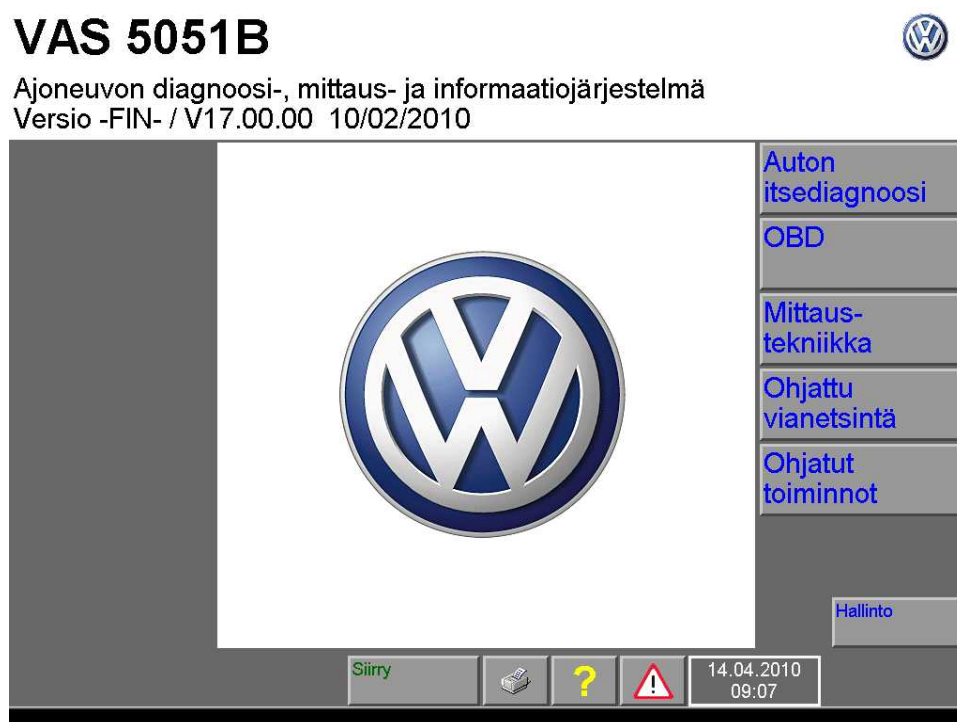 VAS 5051B
Ajoneuvon diagnoosi-, mittaus- ja informaatiojärjestelmä
Versio -FIN- / V17.00.00 10/02/2010
Auton
itsediagnoosi
OBD
Mittaus-
tekniikka
Ohjattu
vianetsintä
Ohjatut
toiminnot
Hallinto
Siirry
?
!
14.04.2010
09:07